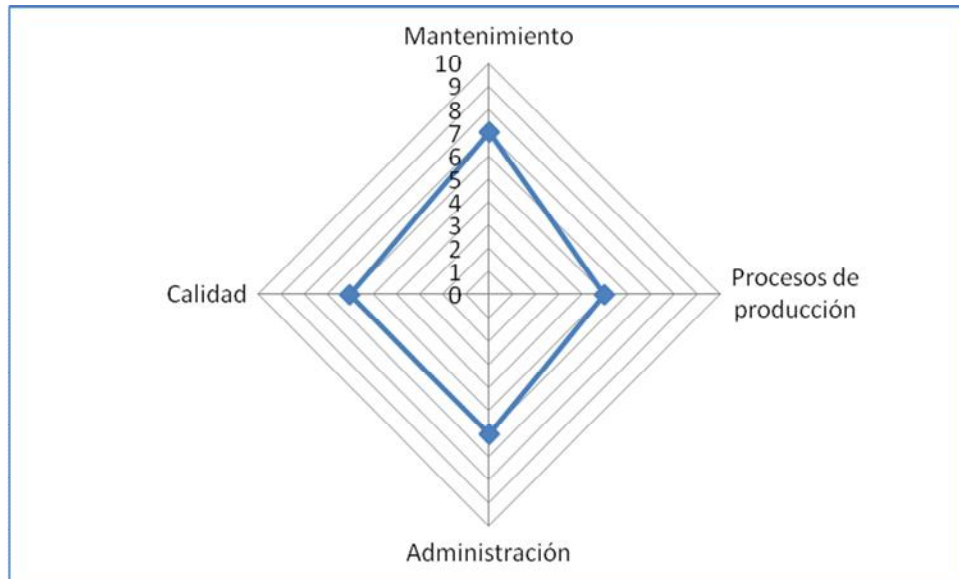 Mantenimiento
10
9
8
7
6
5
4
3
2
1
0
Calidad
Procesos de
producción
Administración